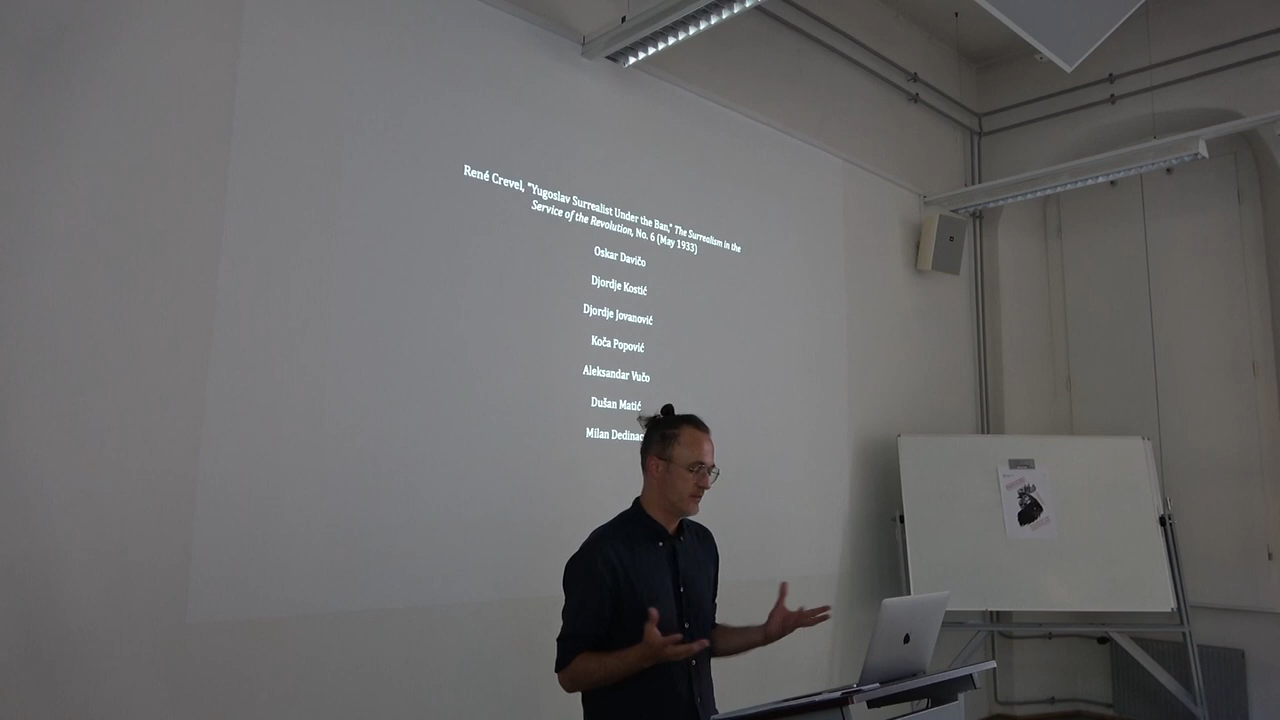 René Crevel, "Yugoslav Surrealist Under the Ban," The Surrealism in the
Service of the Revolution, No. 6 (May 1933)
Oskar Davičo
Djordje Kostić
Djordje Jovanović
Koča Popović
Aleksandar Vučo
Dušan Matić
Milan Dedinac